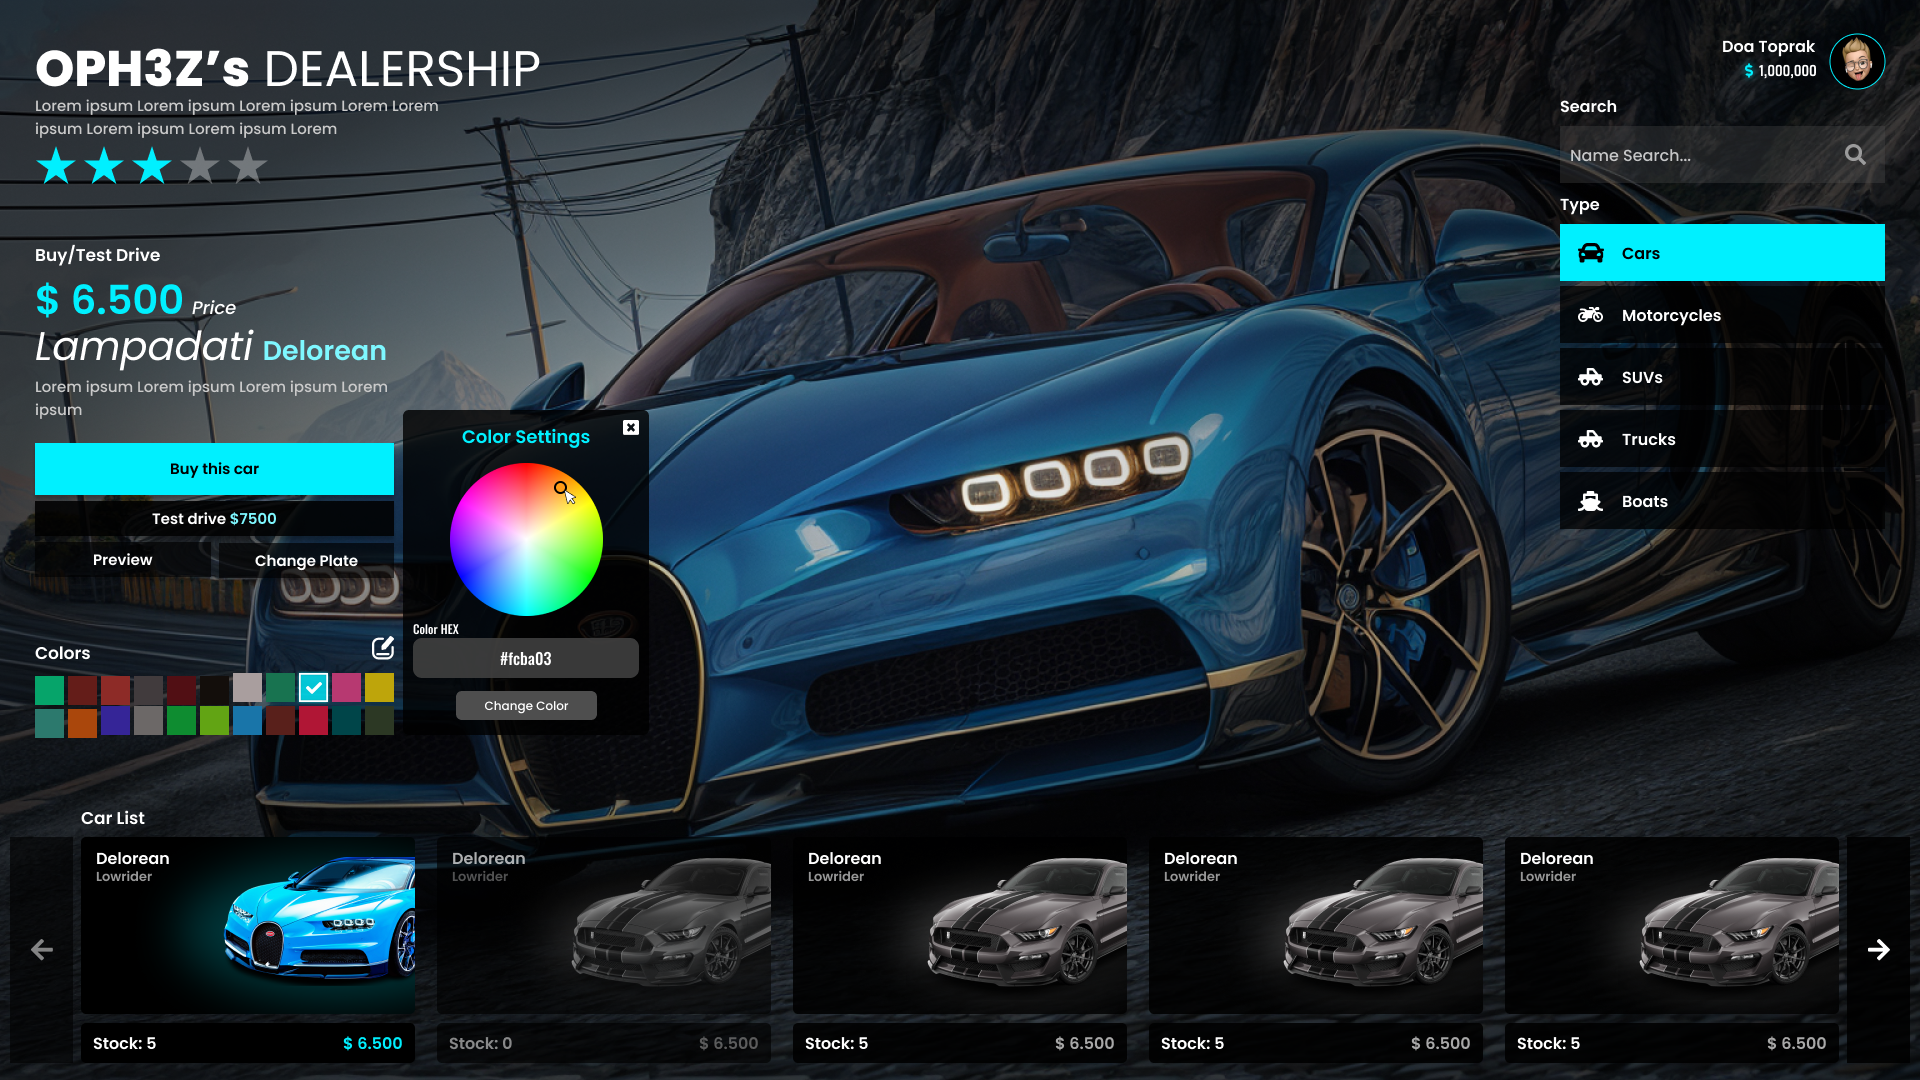 OPH3Z’s DEALERSHIP
Lorem ipsum Lorem ipsum Lorem ipsum Lorem Lorem
ipsum Lorem ipsum Lorem ipsum Lorem
Buy/Test Drive
$ 6.500 Price
Lampadati Delorean
Lorem ipsum Lorem ipsum Lorem ipsum Lorem
ipsum
Buy this car
Test drive $7500
Preview
Change Plate
Colors
Color Settings
Color HEX
#fcba03
Change Color
Doa Toprak
$ 1,000,000
Search
Name Search...
Type
Cars
Motorcycles
SUVs
Trucks
Boats
Car List
Delorean
Lowrider
Stock: 5
$ 6.500
Delorean
Lowrider
Stock: 0
$ 6.500
Delorean
Lowrider
Stock: 5
$ 6.500
Delorean
Lowrider
Stock: 5
$ 6.500
Delorean
Lowrider
Stock: 5
$ 6.500